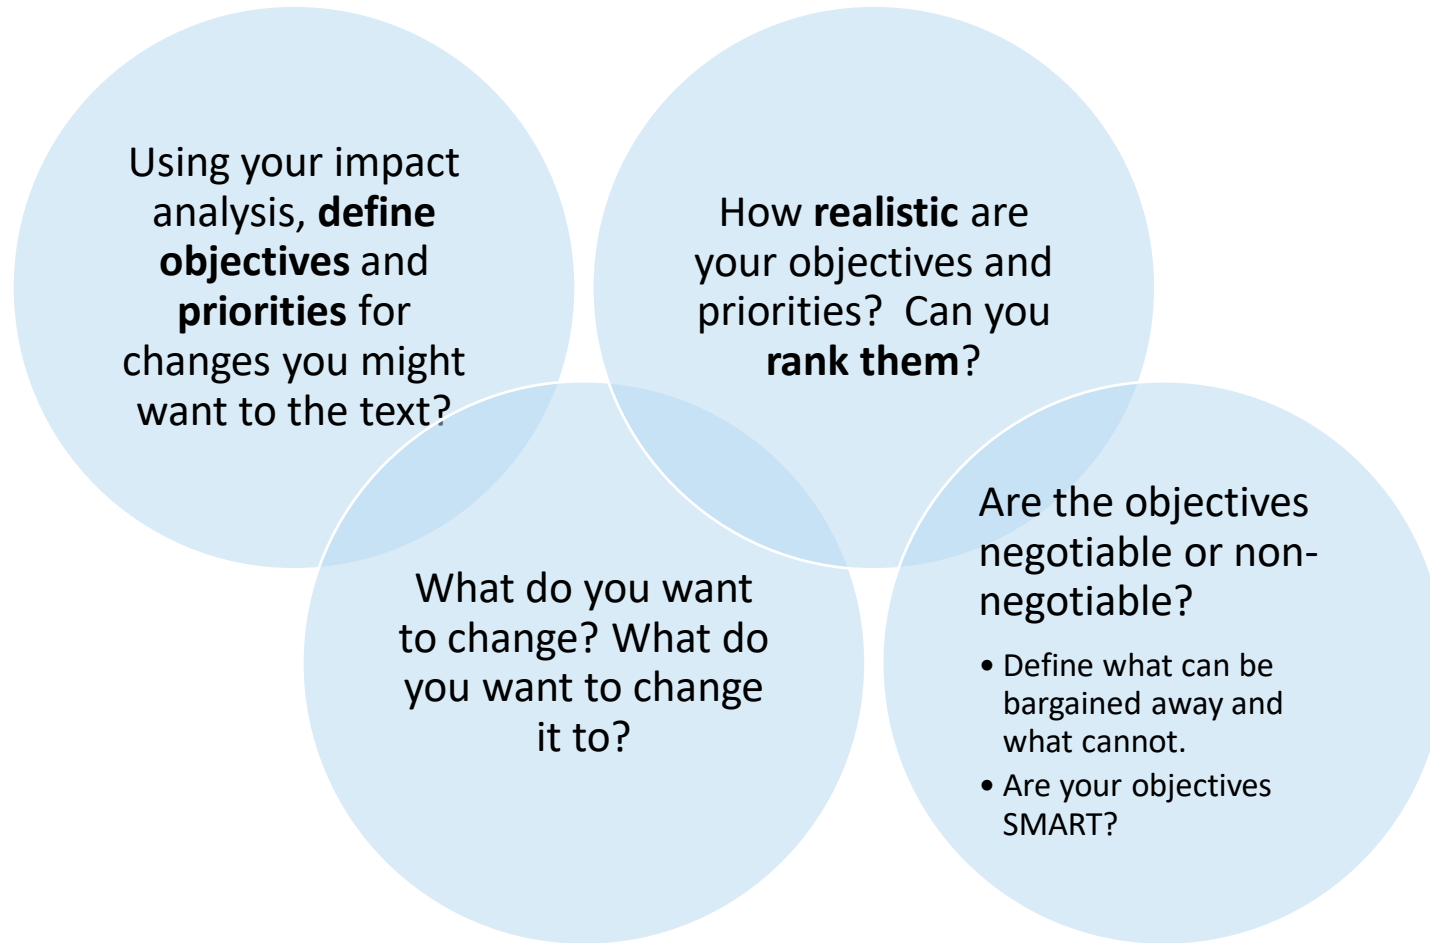 Using your impact
analysis, define
objectives and
priorities for
changes you might
want to the text?
What do you want
to change? What do
you want to change
it to?
How realistic are
your objectives and
priorities?  Can you
rank them?
Are the objectives
negotiable or non-
negotiable?
• Define what can be
bargained away and
what cannot.
• Are your objectives
SMART?